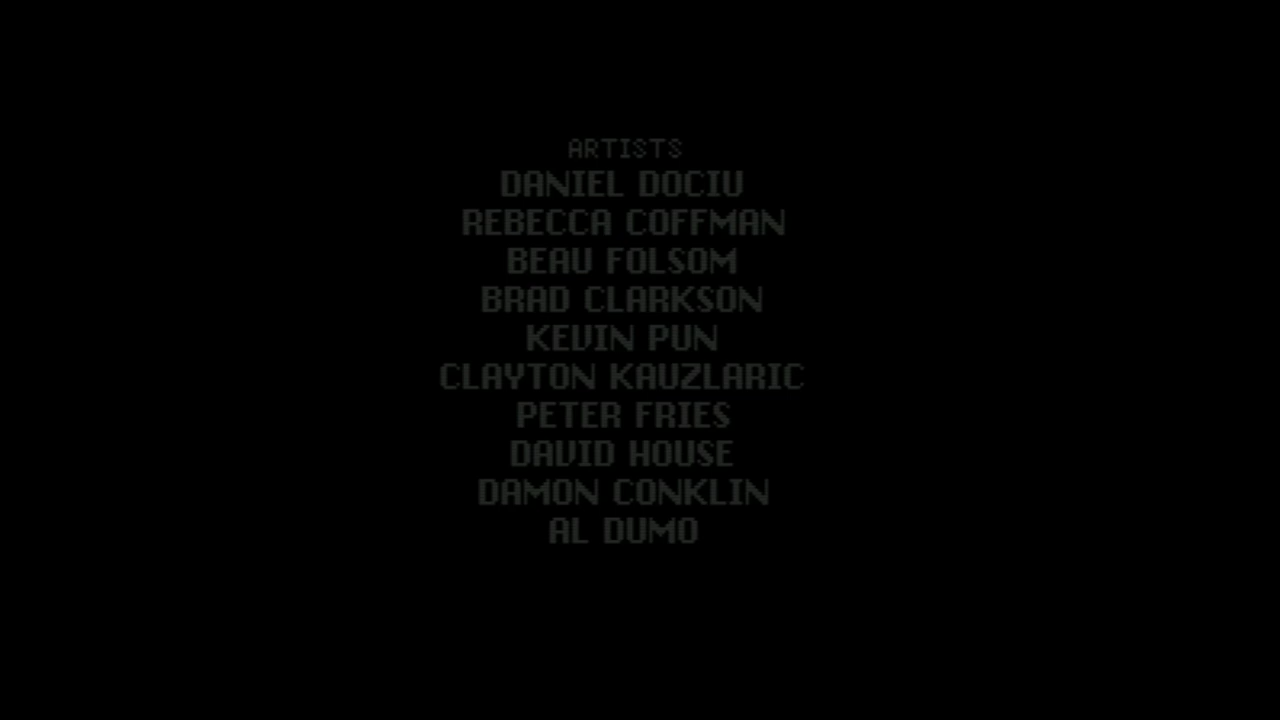 ARTISTS
DANIEL DOCIU
REBECCA COFFMAN
BEAU FOLSOM
BRAD CLARKSON
KEVIN PUN
CLAYTON KAUZLARIC
PETER FRIES
DAVID HOUSE
DAMON CONKLIN
AL DUMO